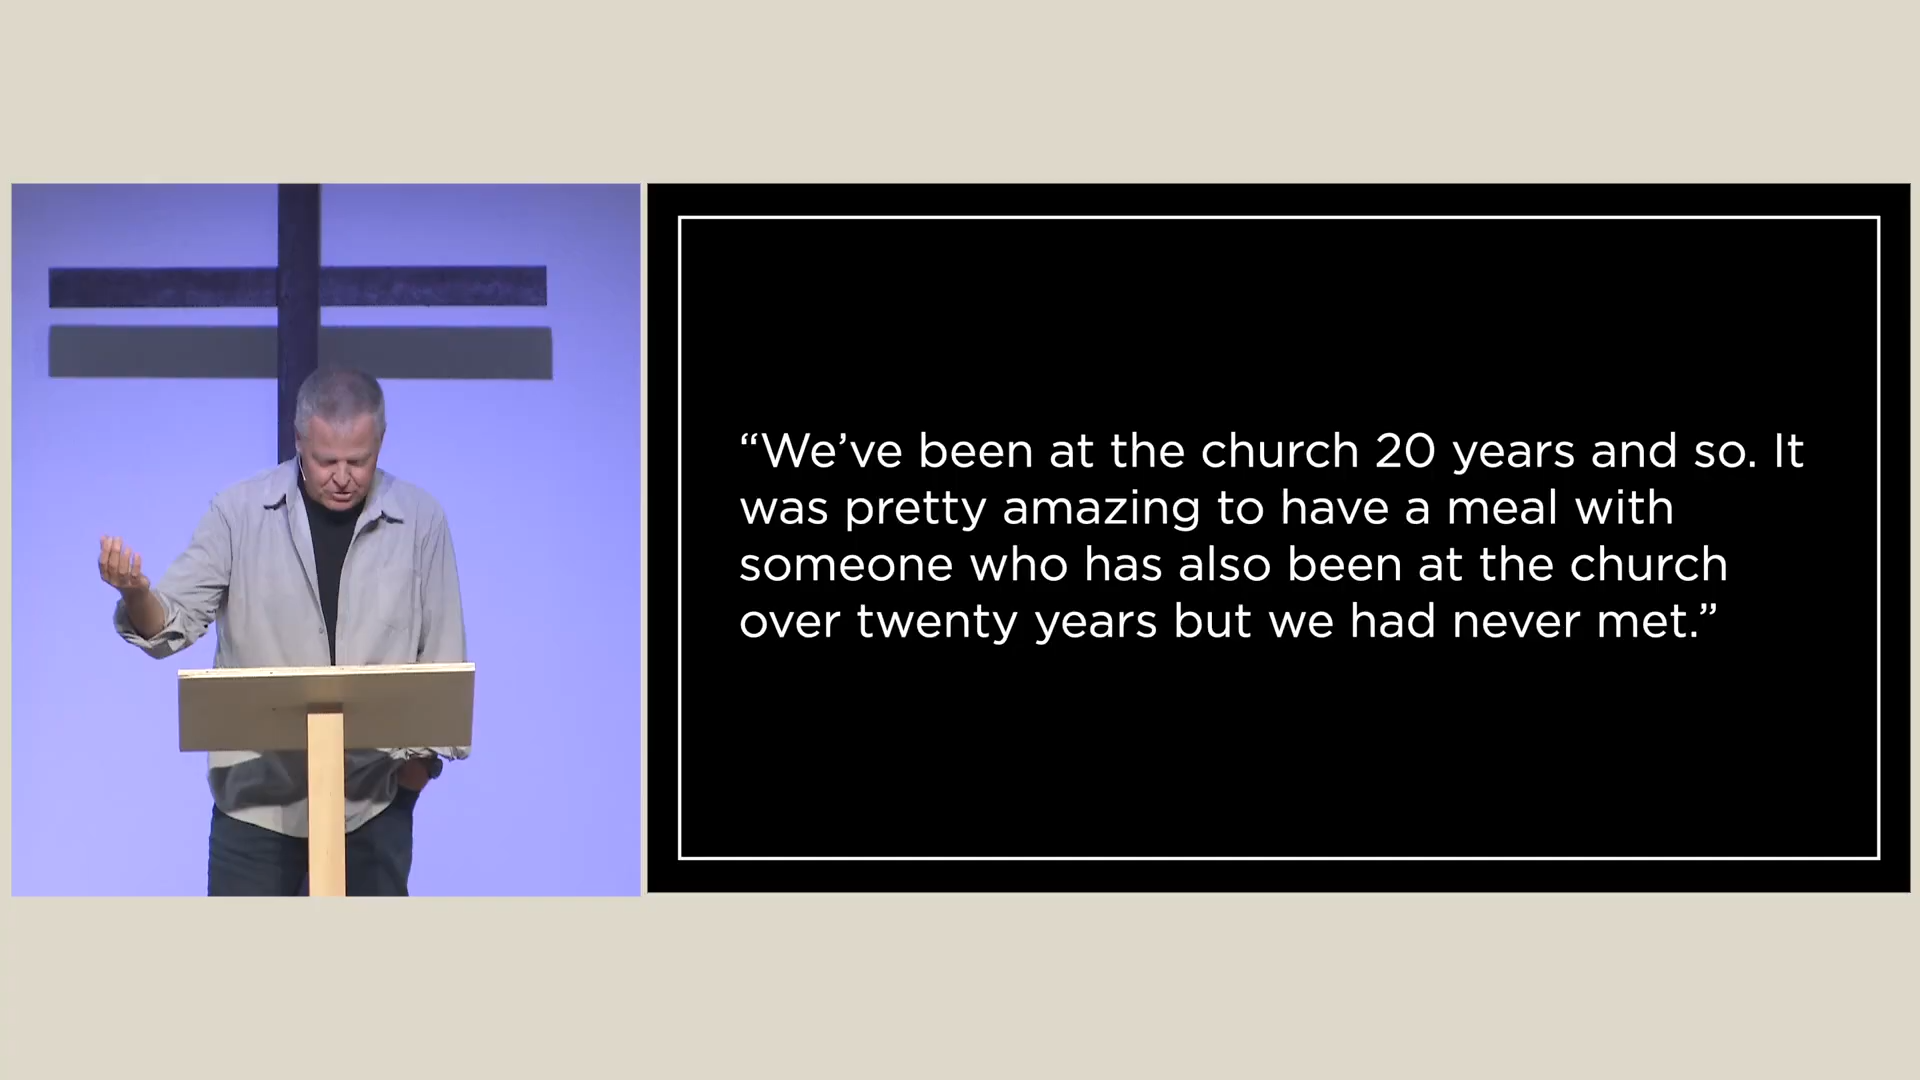 “We’ve been at the church 20 years and so. It
was pretty amazing to have a meal with
someone who has also been at the church
over twenty years but we had never met.”